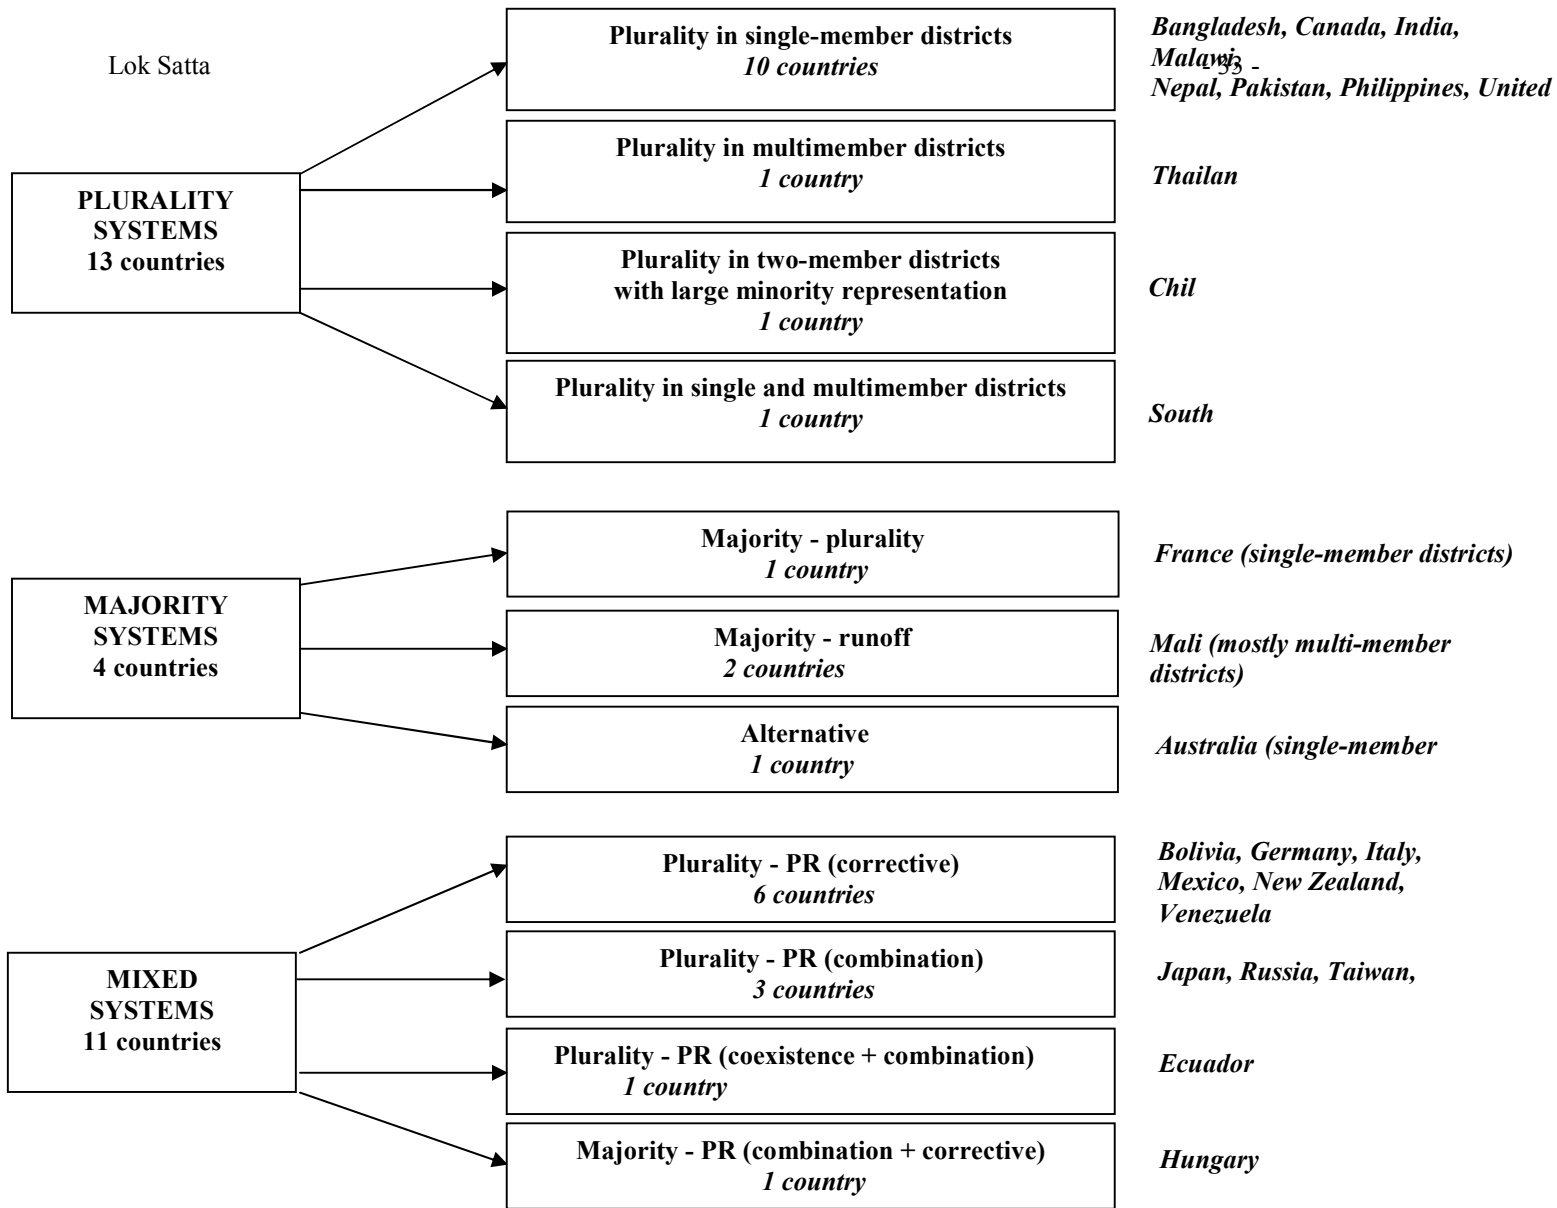 Lok Satta
- 33 -
PLURALITY
SYSTEMS
13 countries
Plurality in single-member districts
10 countries
Bangladesh, Canada, India,
Malawi,
Nepal, Pakistan, Philippines, United
Plurality in multimember districts
1 country
Thailan
Plurality in two-member districts
with large minority representation
1 country
Chil
Plurality in single and multimember districts
1 country
South
MAJORITY
SYSTEMS
4 countries
Majority - plurality
1 country
France (single-member districts)
Majority - runoff
2 countries
Mali (mostly multi-member
districts)
Alternative
1 country
Australia (single-member
MIXED
SYSTEMS
11 countries
Plurality - PR (corrective)
6 countries
Bolivia, Germany, Italy,
Mexico, New Zealand,
Venezuela
Plurality - PR (combination)
3 countries
Japan, Russia, Taiwan,
Plurality - PR (coexistence + combination)
1 country
Ecuador
Majority - PR (combination + corrective)
1 country
Hungary